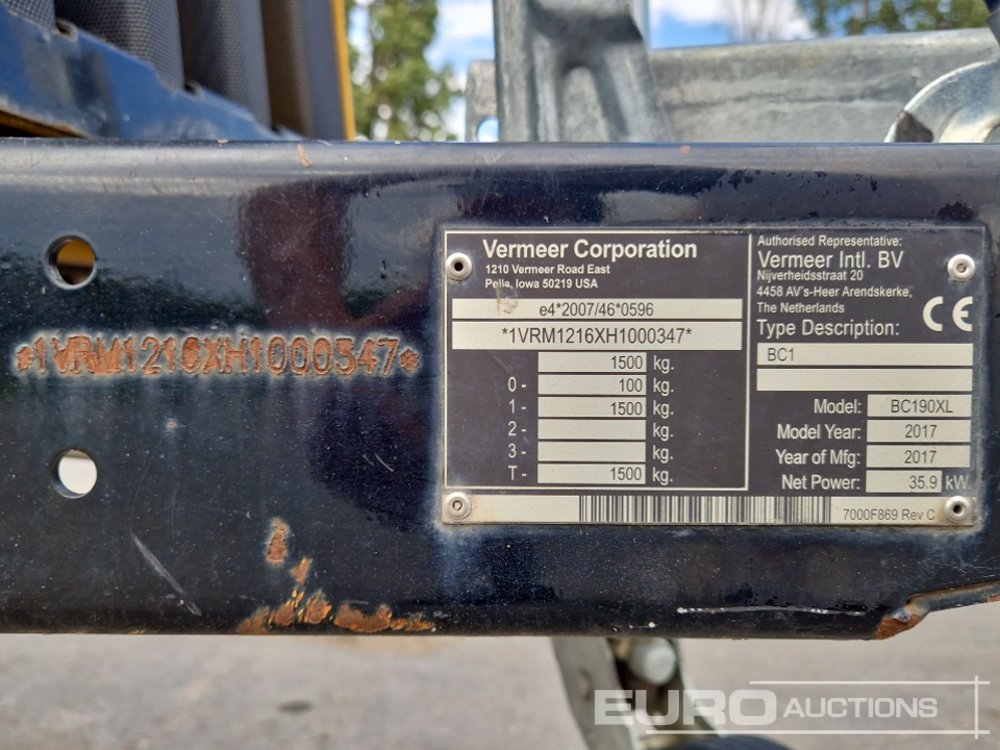 *1VRM1216XH1000347*
Vermeer Corporation
1210 Vermeer Road East
Pella, Iowa 50219 USA
e4*2007/46*0596
*1VRM1216XH1000347*
1500 kg.
0- 100 kg.
1- 1500 kg.
2- kg.
3- kg.
T- 1500 kg.
Authorised Representative:
Vermeer Intl. BV
Nijverheidsstraat 20
4458 AV's-Heer Arendskerke,
The Netherlands
CE
Type Description:
BC1
Model: BC190XL
Model Year: 2017
Year of Mfg: 2017
Net Power: 35.9 kW
7000F869 Rev C
EURO AUCTIONS